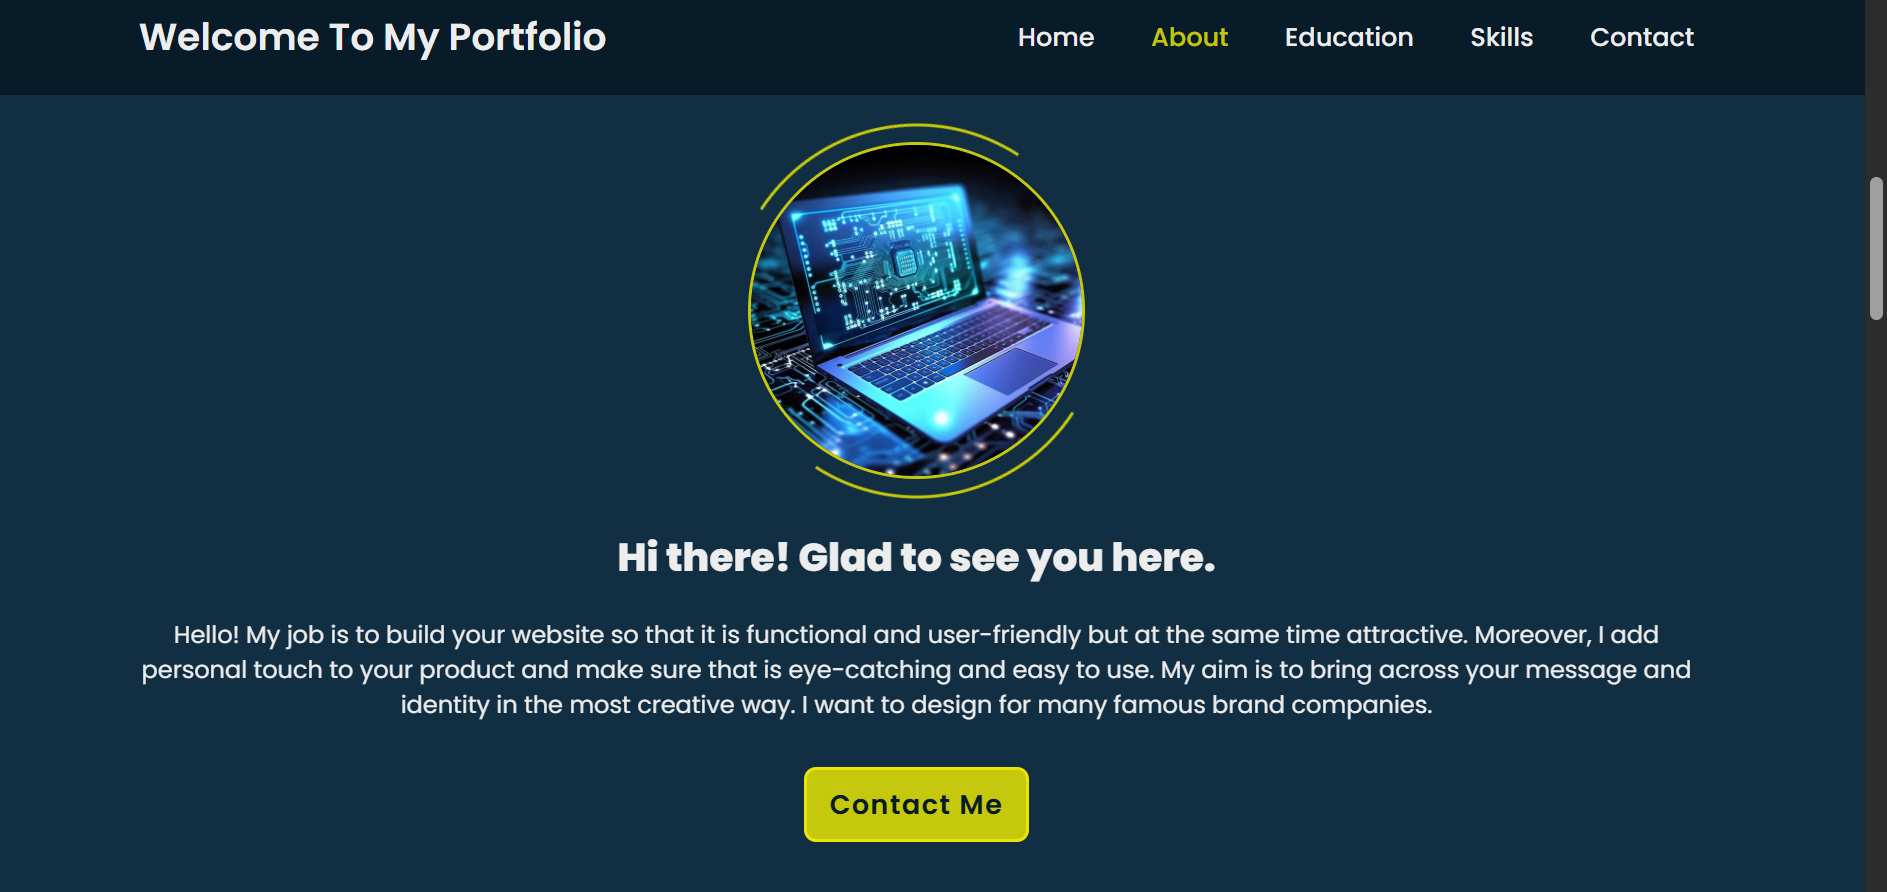 Welcome To My Portfolio
Home About Education Skills Contact
Hi there! Glad to see you here.
Hello! My job is to build your website so that it is functional and user-friendly but at the same time attractive. Moreover, I add
personal touch to your product and make sure that is eye-catching and easy to use. My aim is to bring across your message and
identity in the most creative way. I want to design for many famous brand companies.
Contact Me